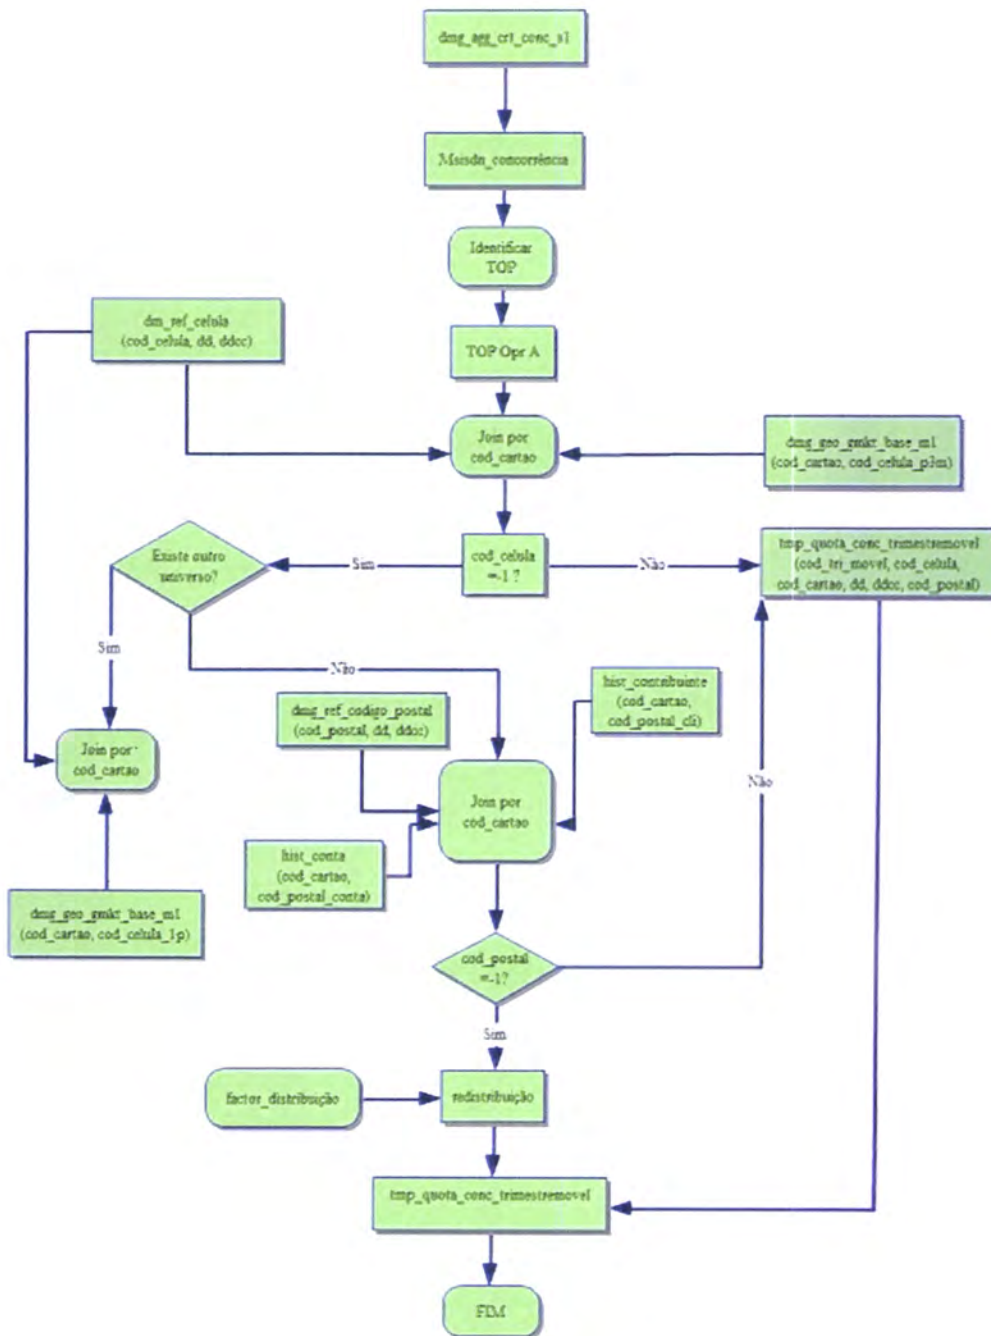 dmg_agg_crt_conc_s1
Msisdn_concorrência
Identificar
TOP
dm_ref_celula
(cod_celula, dd, ddcc)
TOP Opr A
Join por
cod_cartao
dmg_geo_gmkt_base_m1
(cod_cartao, cod_celula_p3m)
Existe outro
universo?
Sim
cod_celula
=-1 ?
Não
tmp_quota_conc_trimestremovel
(cod_tri_movel, cod_celula,
cod_cartao, dd, ddcc, cod_postal)
Sim
Não
hist_contribuinte
(cod_cartao,
cod_postal_cli)
dmg_ref_codigo_postal
(cod_postal, dd, ddcc)
Join por
cod_cartao
Join por
cod_cartao
Não
hist_conta
(cod_cartao,
cod_postal_conta)
dmg_geo_gmkt_base_m1
(cod_cartao, cod_celula_1p)
cod_postal
=-1?
Sim
factor_distribuição
redistribuição
tmp_quota_conc_trimestremovel
FIM